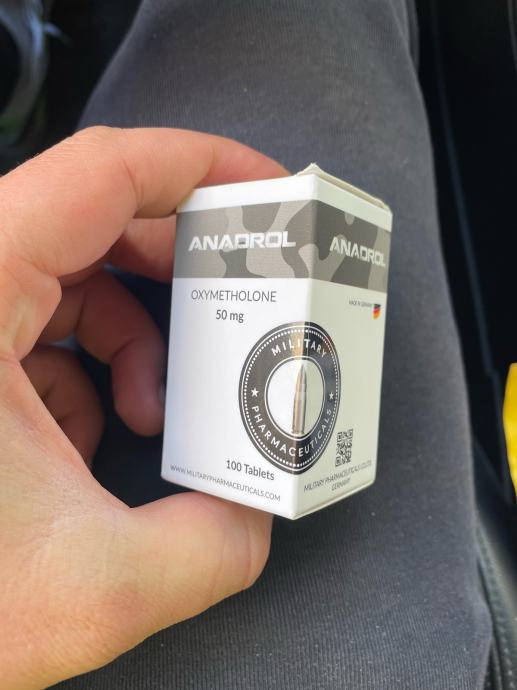 ANADROL
OXYMETHOLONE
50 mg
MILITARY
PHARMACEUTICALS
100 Tablets
WWW.MILITARYPHARMACEUTICALS.COM
ANADROL
MADE IN GERMANY
MILITARY PHARMACEUTICALS CO.LTD.
GERMANY